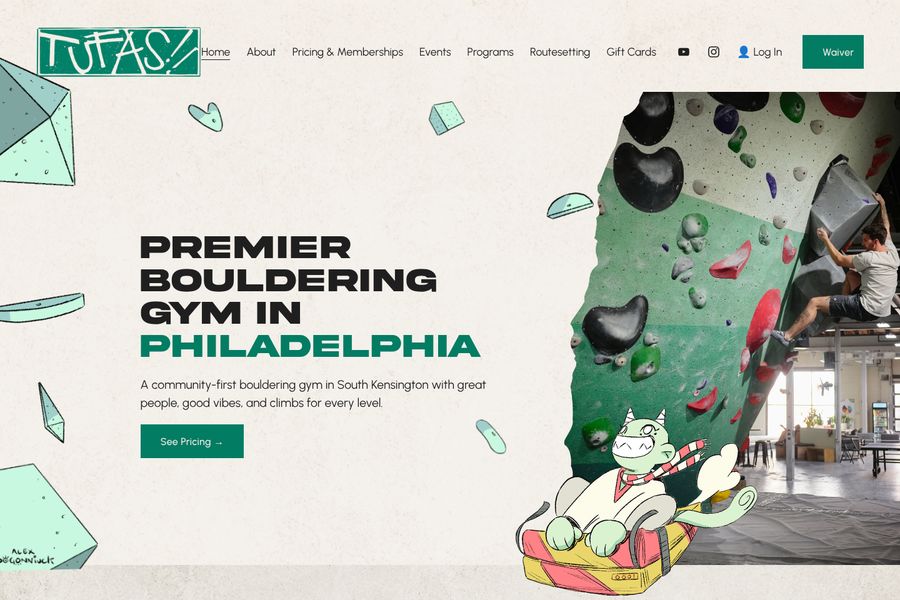 TUFAS!!
Home About Pricing & Memberships Events Programs Routesetting Gift Cards Log In Waiver
PREMIER
BOULDERING
GYM IN
PHILADELPHIA
A community-first bouldering gym in South Kensington with great
people, good vibes, and climbs for every level.
See Pricing →
ALEX